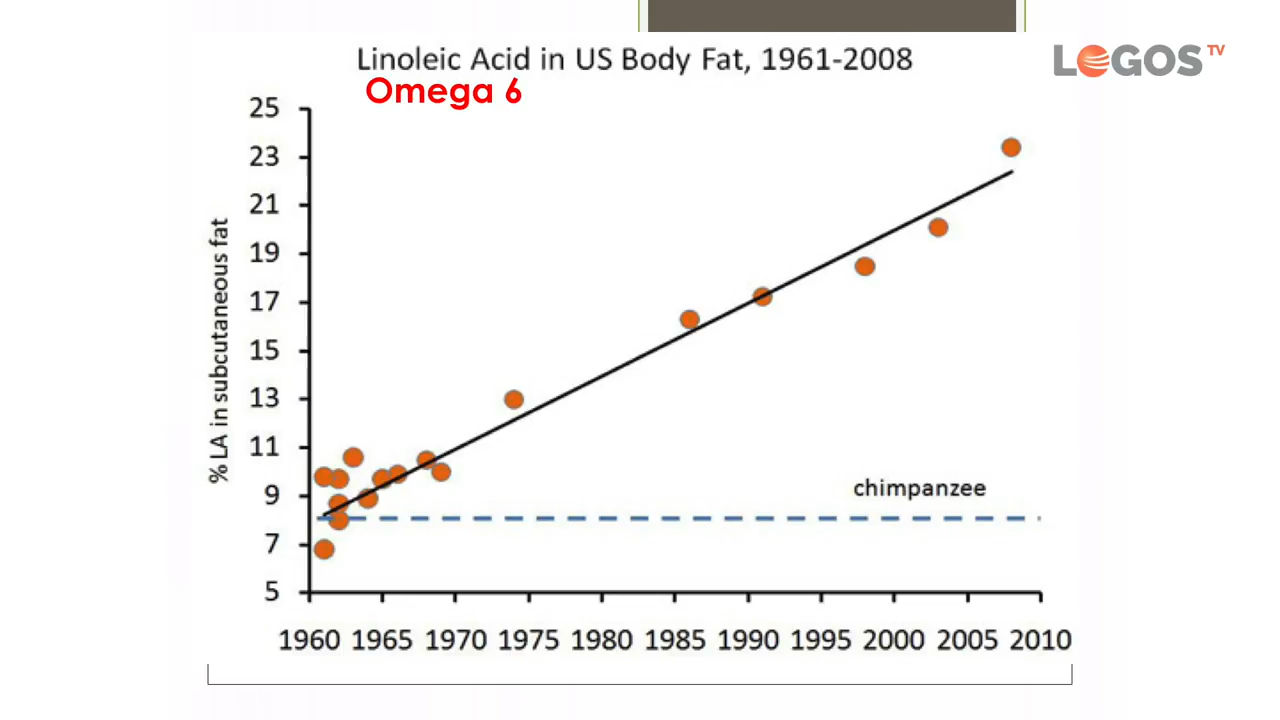 Linoleic Acid in US Body Fat, 1961-2008
LOGOS TV
Omega 6
25
23
21
19
17
15
13
11
9
7
5
% LA in subcutaneous fat
chimpanzee
1960 1965 1970 1975 1980 1985 1990 1995 2000 2005 2010